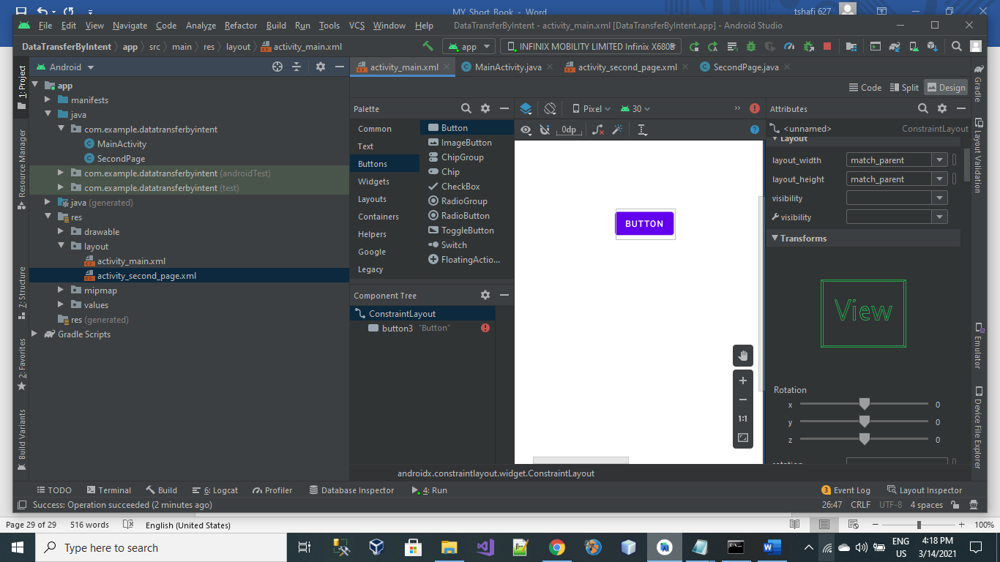 MY_Short_Book - Word
tshafi 627
File Edit View Navigate Code Analyze Refactor Build Run Tools VCS Window Help DataTransferByIntent - activity_main.xml [DataTransferByIntent.app] - Android Studio
DataTransferByIntent app src main res layout activity_main.xml
app INFINIX MOBILITY LIMITED Infinix X680B
1: Project
Resource Manager
7: Structure
2: Favorites
Build Variants
Android
app
manifests
java
com.example.datatransferbyintent
MainActivity
SecondPage
com.example.datatransferbyintent (androidTest)
com.example.datatransferbyintent (test)
java (generated)
res
drawable
layout
activity_main.xml
activity_second_page.xml
mipmap
values
res (generated)
Gradle Scripts
activity_main.xml MainActivity.java activity_second_page.xml SecondPage.java
Code Split Design
Palette
Common
Text
Buttons
Widgets
Layouts
Containers
Helpers
Google
Legacy
Button
ImageButton
ChipGroup
Chip
CheckBox
RadioGroup
RadioButton
ToggleButton
Switch
FloatingActio...
Component Tree
ConstraintLayout
button3 "Button"
Pixel 30
0dp
BUTTON
1:1
androidx.constraintlayout.widget.ConstraintLayout
Attributes
<unnamed> ConstraintLayout
Layout
layout_width match_parent
layout_height match_parent
visibility
visibility
Transforms
View
Rotation
x 0
y 0
z 0
rotation
Gradle
Layout Validation
Emulator
Device File Explorer
TODO Terminal Build 6: Logcat Profiler Database Inspector 4: Run 3 Event Log Layout Inspector
Success: Operation succeeded (2 minutes ago) 26:47 CRLF UTF-8 4 spaces
Page 29 of 29 516 words English (United States) 100%
Type here to search
ENG
US
4:18 PM
3/14/2021